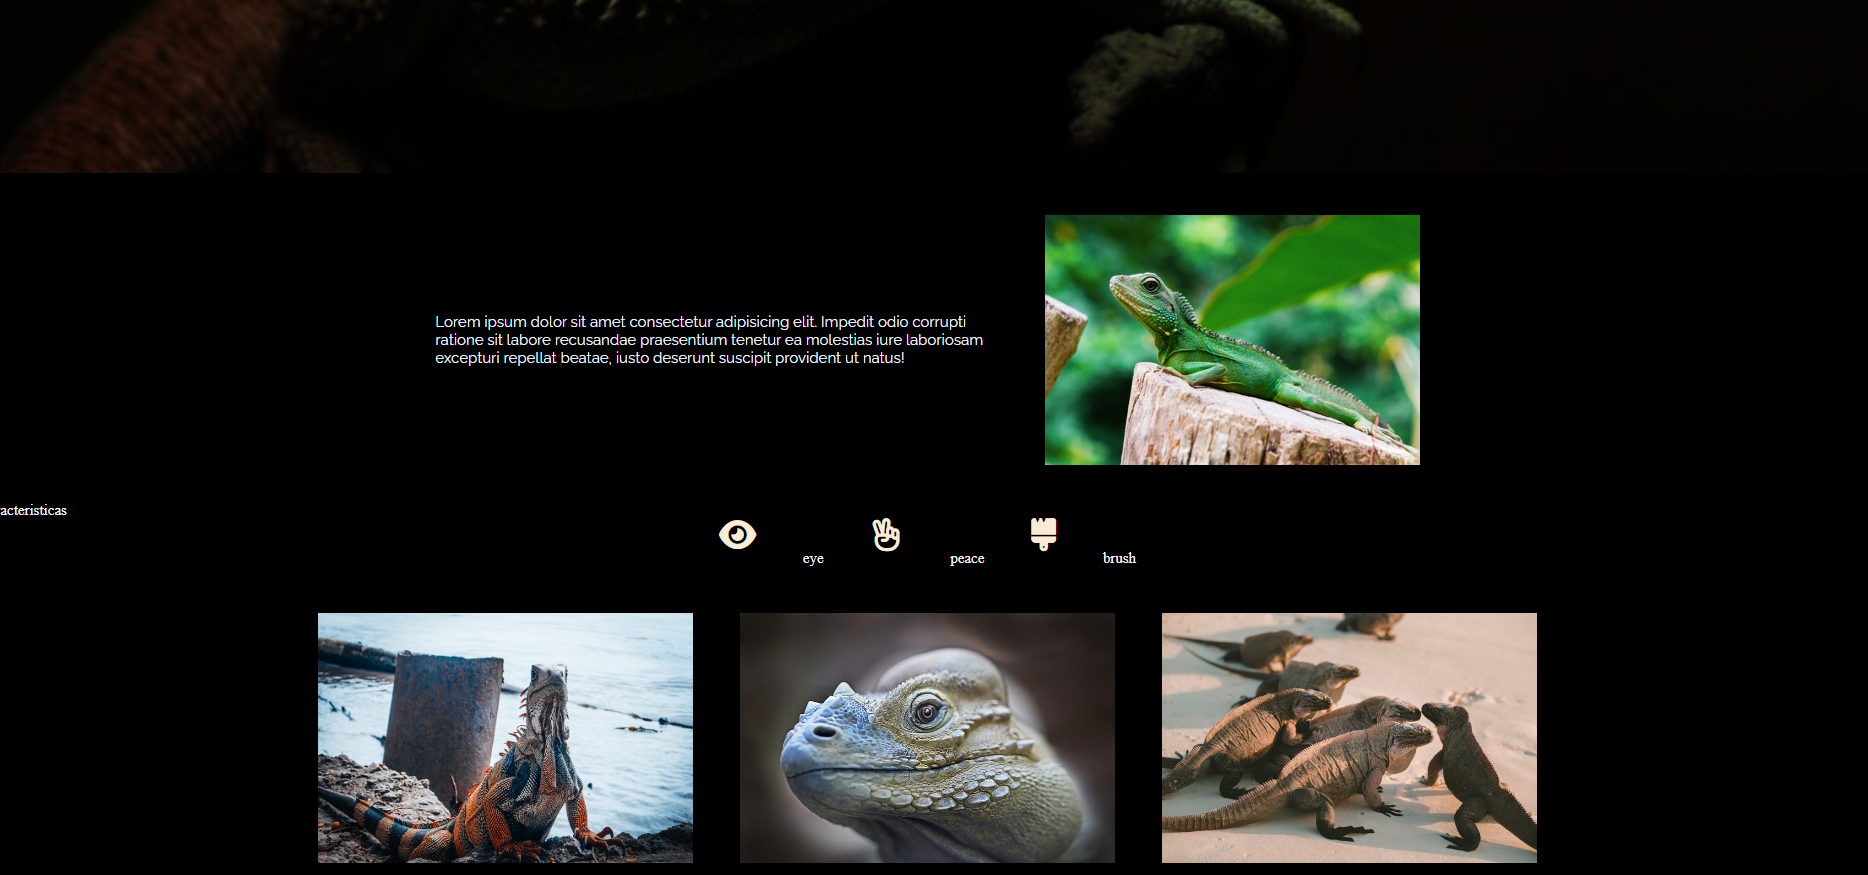 Lorem ipsum dolor sit amet consectetur adipisicing elit. Impedit odio corrupti
ratione sit labore recusandae praesentium tenetur ea molestias iure laboriosam
excepturi repellat beatae, iusto deserunt suscipit provident ut natus!
acteristicas
eye
peace
brush